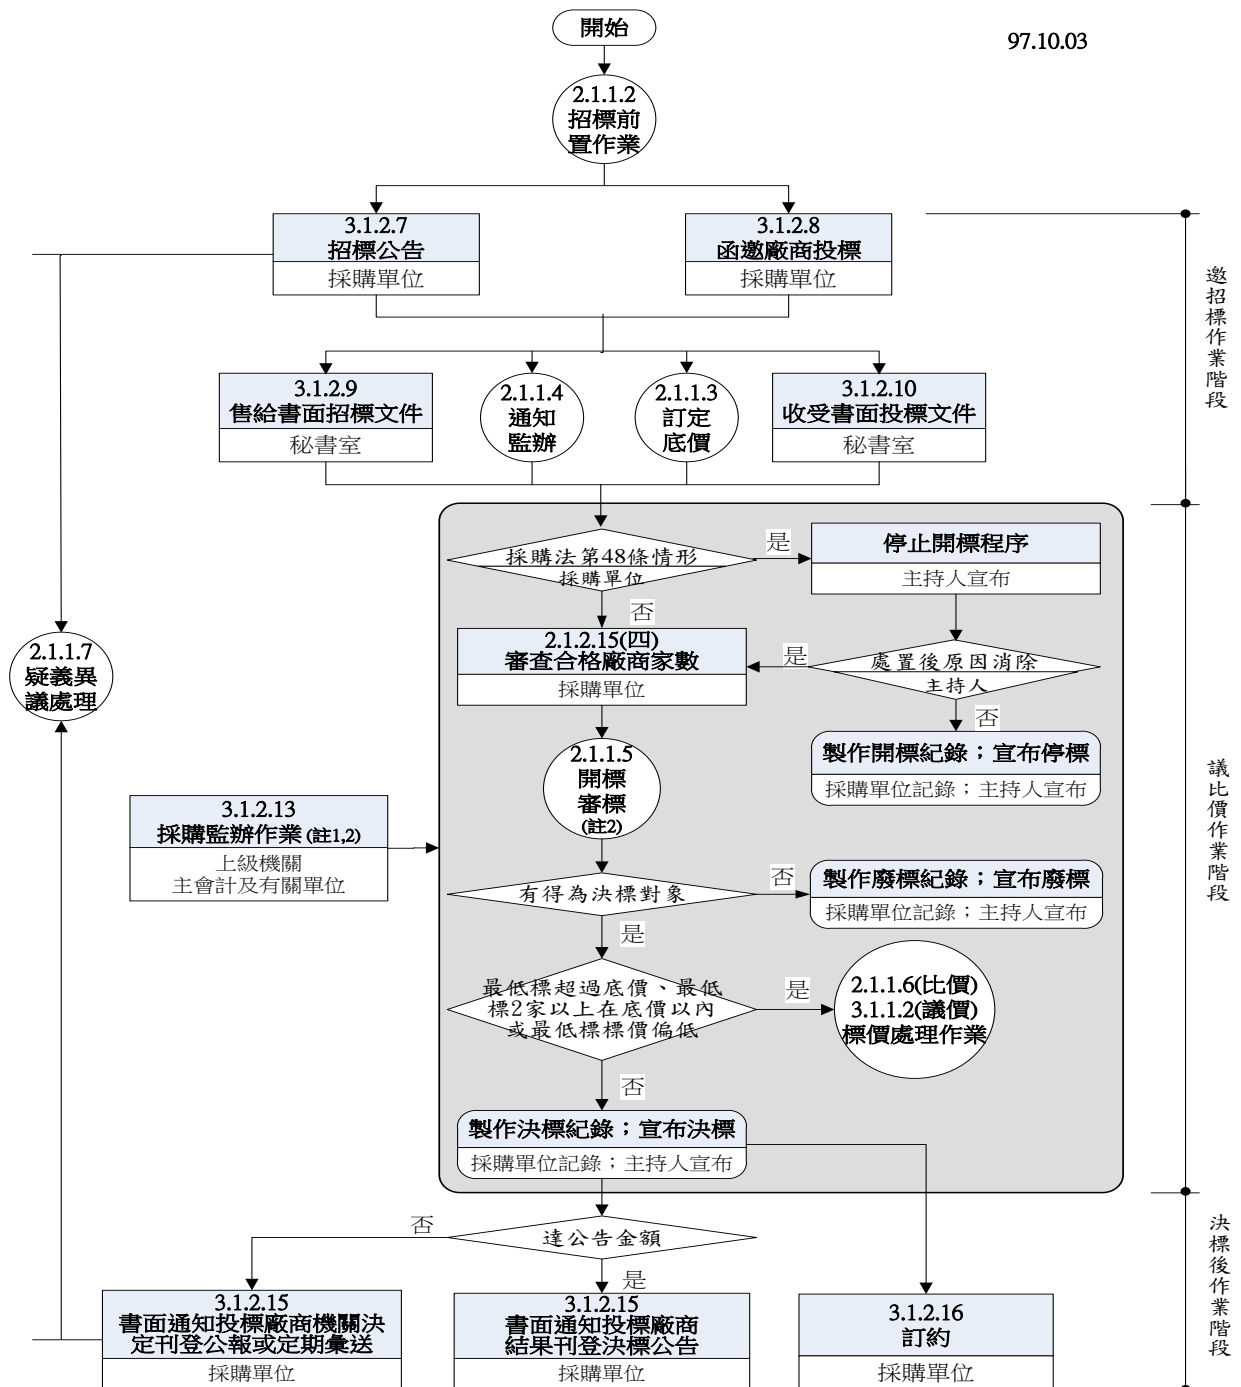 開始
97.10.03
2.1.1.2
招標前
置作業
3.1.2.7
招標公告
採購單位
3.1.2.8
函邀廠商投標
採購單位
邀招標作業階段
3.1.2.9
售給書面招標文件
秘書室
2.1.1.4
通知
監辦
2.1.1.3
訂定
底價
3.1.2.10
收受書面投標文件
秘書室
採購法第48條情形
採購單位
是
停止開標程序
主持人宣布
否
2.1.2.15(四)
審查合格廠商家數
採購單位
是
處置後原因消除
主持人
否
2.1.1.7
疑義異
議處理
2.1.1.5
開標
審標
(註2)
製作開標紀錄；宣布停標
採購單位記錄；主持人宣布
議比價作業階段
3.1.2.13
採購監辦作業(註1,2)
上級機關
主會計及有關單位
有得為決標對象
否
製作廢標紀錄；宣布廢標
採購單位記錄；主持人宣布
是
最低標超過底價、最低
標2家以上在底價以內
或最低標標價偏低
是
2.1.1.6(比價)
3.1.1.2(議價)
標價處理作業
否
製作決標紀錄；宣布決標
採購單位記錄；主持人宣布
達公告金額
否
是
決標後作業階段
3.1.2.15
書面通知投標廠商機關決
定刊登公報或定期彙送
採購單位
3.1.2.15
書面通知投標廠商
結果刊登決標公告
採購單位
3.1.2.16
訂約
採購單位